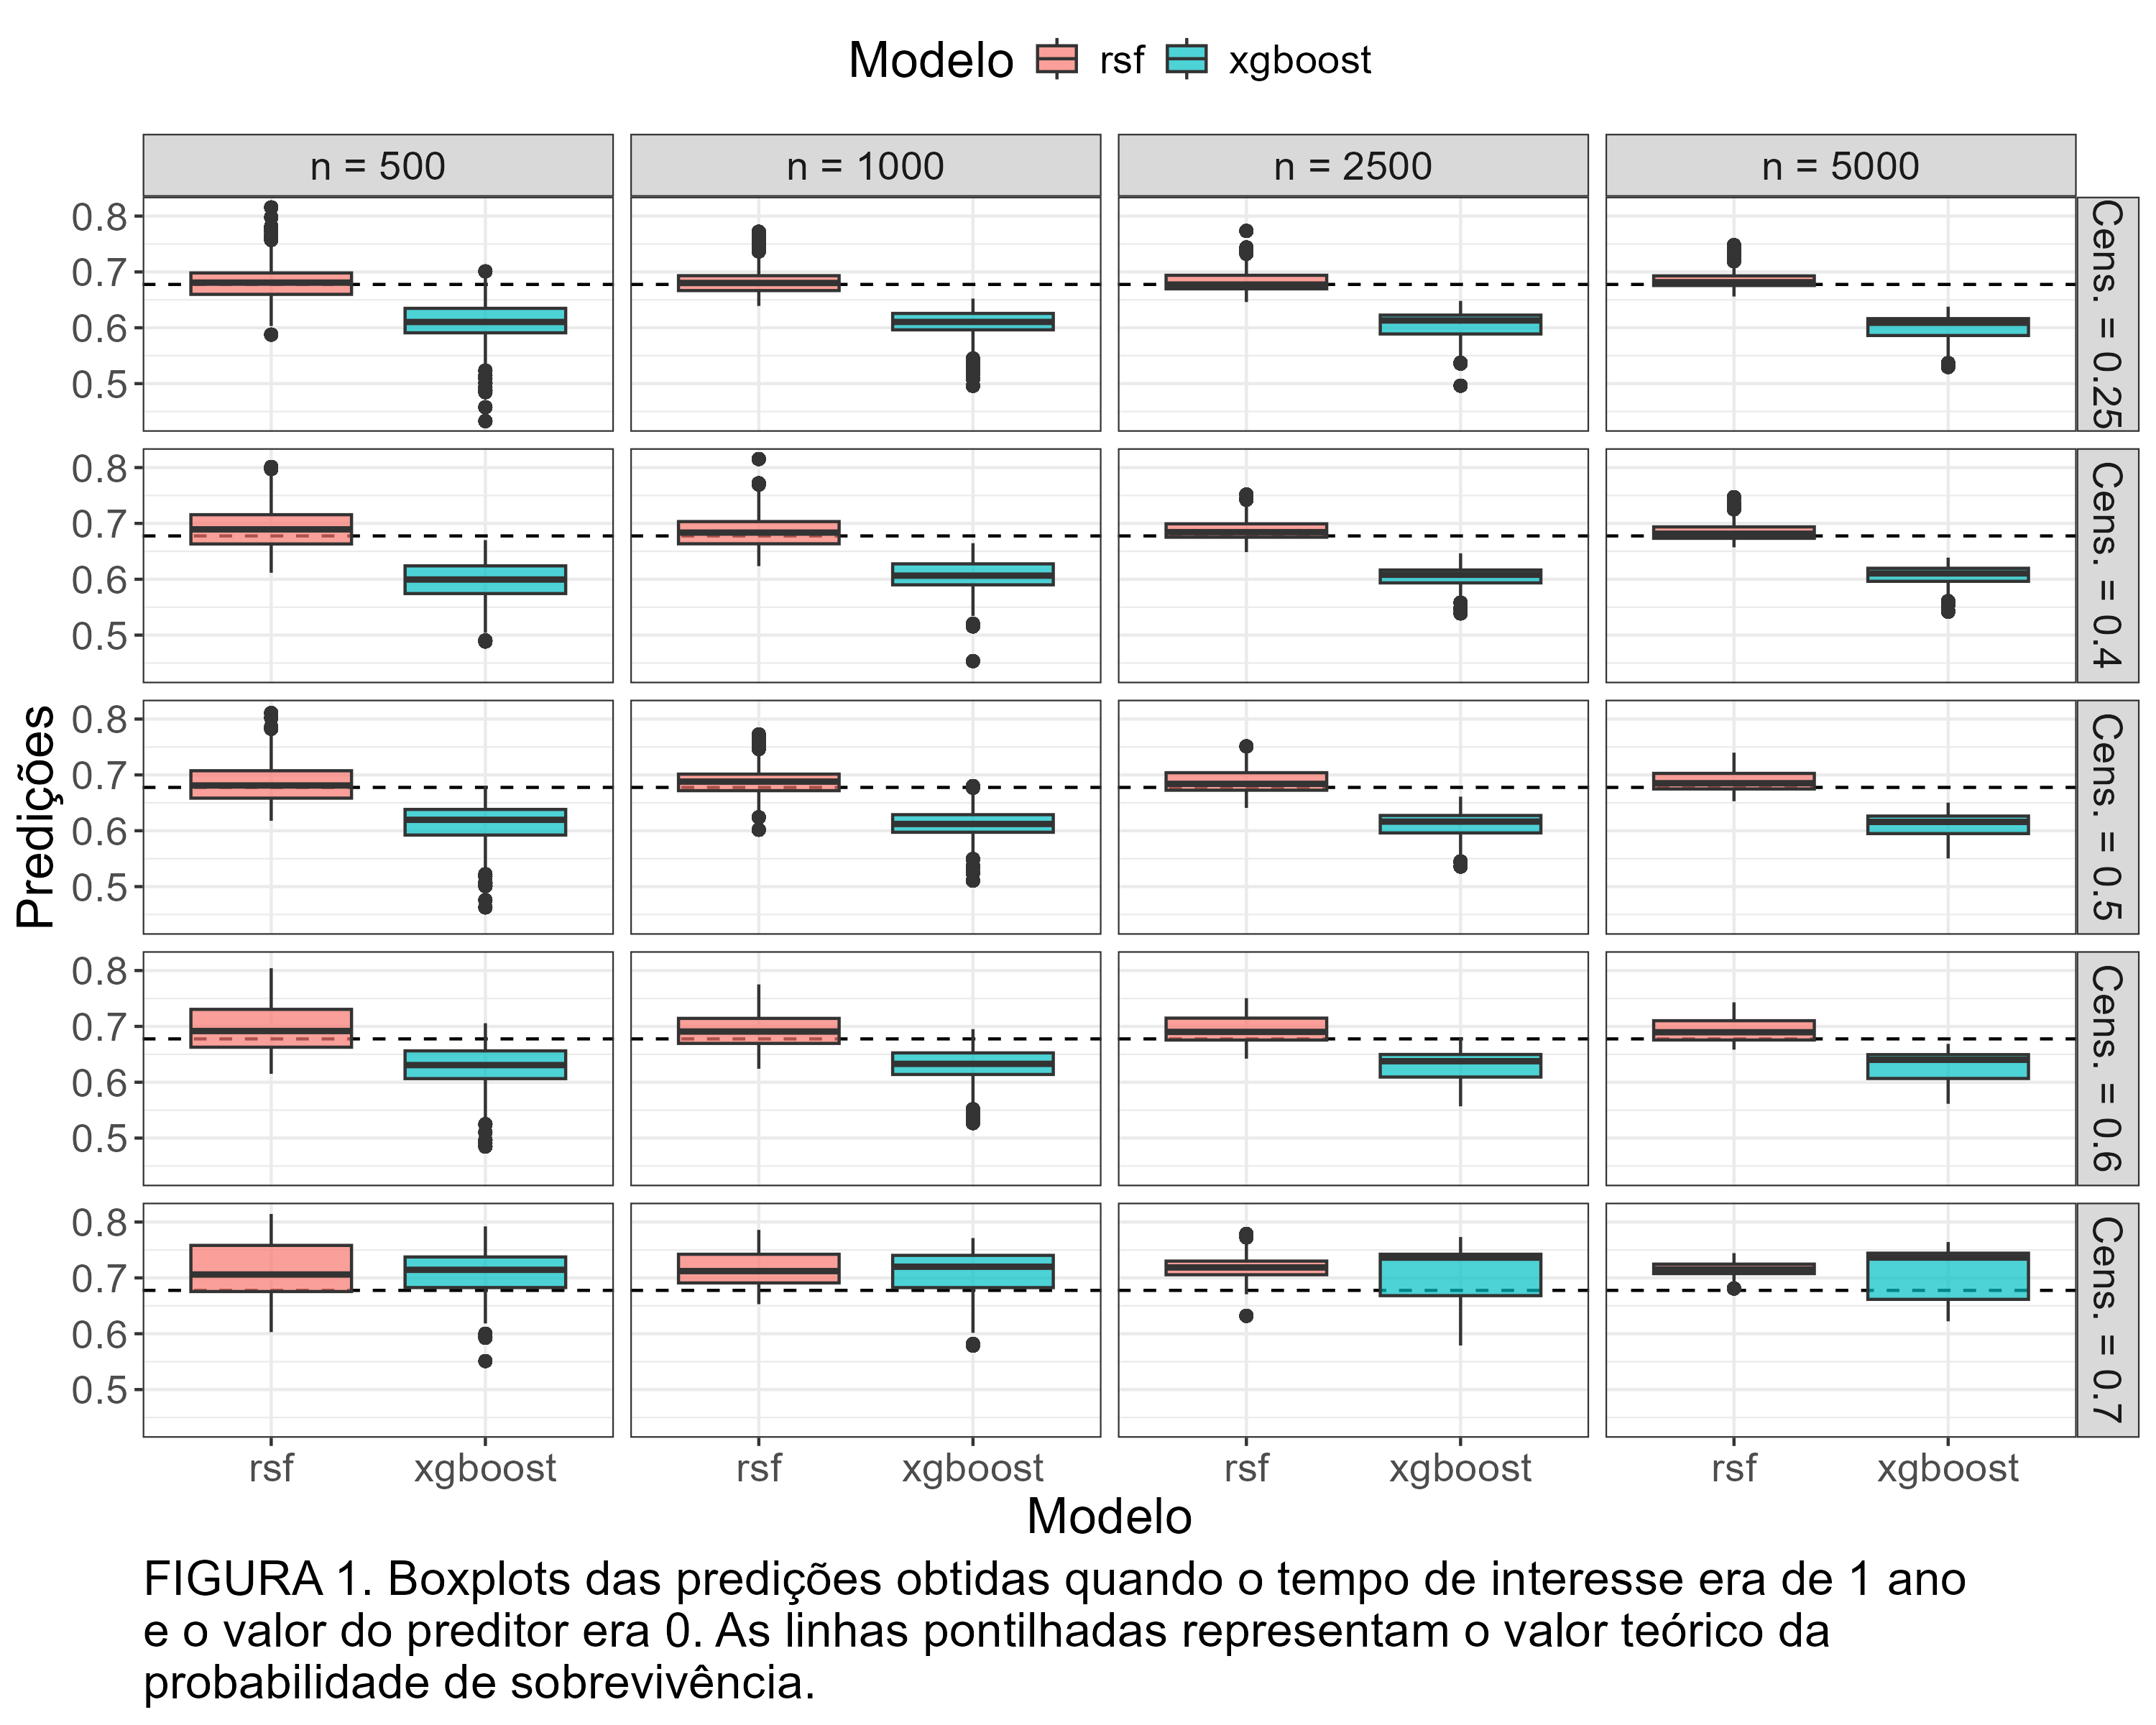 Modelo rsf xgboost
n = 500 n = 1000 n = 2500 n = 5000
0.8
0.7
0.6
0.5
Cens. = 0.25
0.8
0.7
0.6
0.5
Cens. = 0.4
0.8
0.7
0.6
0.5
Cens. = 0.5
0.8
0.7
0.6
0.5
Cens. = 0.6
0.8
0.7
0.6
0.5
Cens. = 0.7
Predições
rsf xgboost rsf xgboost rsf xgboost rsf xgboost
Modelo
FIGURA 1. Boxplots das predições obtidas quando o tempo de interesse era de 1 ano
e o valor do preditor era 0. As linhas pontilhadas representam o valor teórico da
probabilidade de sobrevivência.